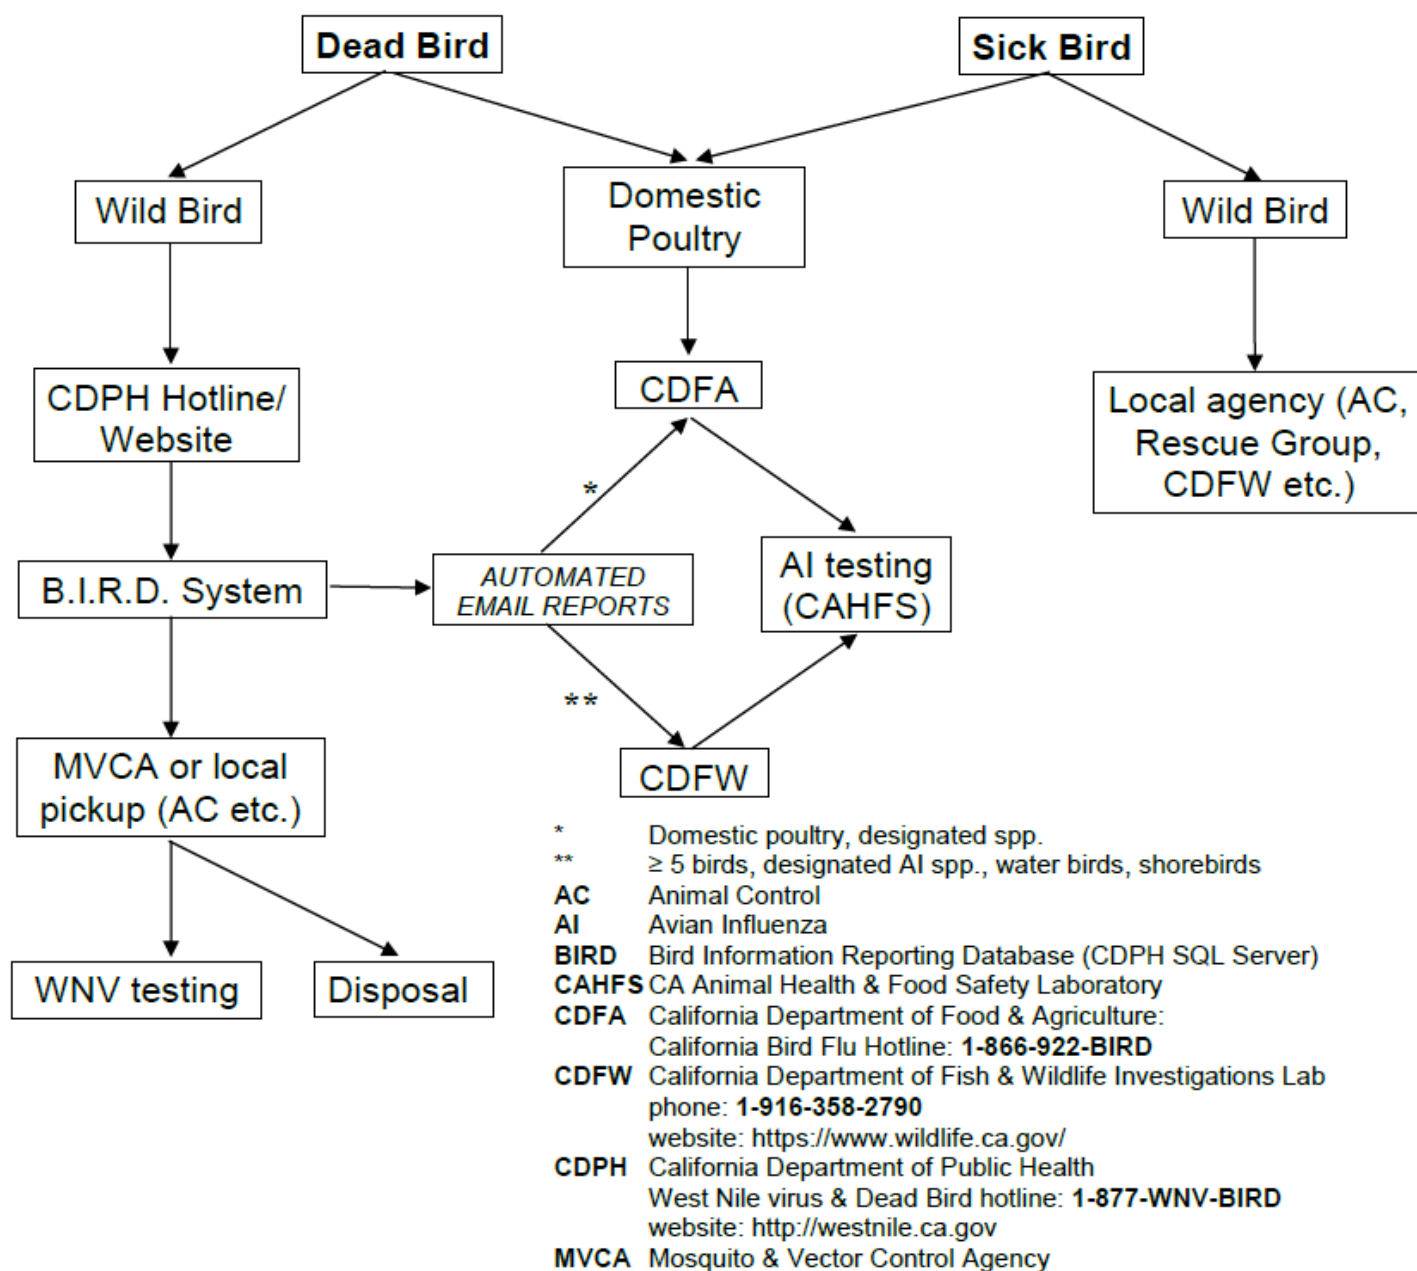 Dead Bird
Sick Bird
Wild Bird
Domestic
Poultry
Wild Bird
CDPH Hotline/
Website
CDFA
Local agency (AC,
Rescue Group,
CDFW etc.)
*
B.I.R.D. System
AUTOMATED
EMAIL REPORTS
AI testing
(CAHFS)
**
MVCA or local
pickup (AC etc.)
CDFW
WNV testing
Disposal
* Domestic poultry, designated spp.
** ≥ 5 birds, designated AI spp., water birds, shorebirds
AC Animal Control
AI Avian Influenza
BIRD Bird Information Reporting Database (CDPH SQL Server)
CAHFS CA Animal Health & Food Safety Laboratory
CDFA California Department of Food & Agriculture:
California Bird Flu Hotline: 1-866-922-BIRD
CDFW California Department of Fish & Wildlife Investigations Lab
phone: 1-916-358-2790
website: https://www.wildlife.ca.gov/
CDPH California Department of Public Health
West Nile virus & Dead Bird hotline: 1-877-WNV-BIRD
website: http://westnile.ca.gov
MVCA Mosquito & Vector Control Agency